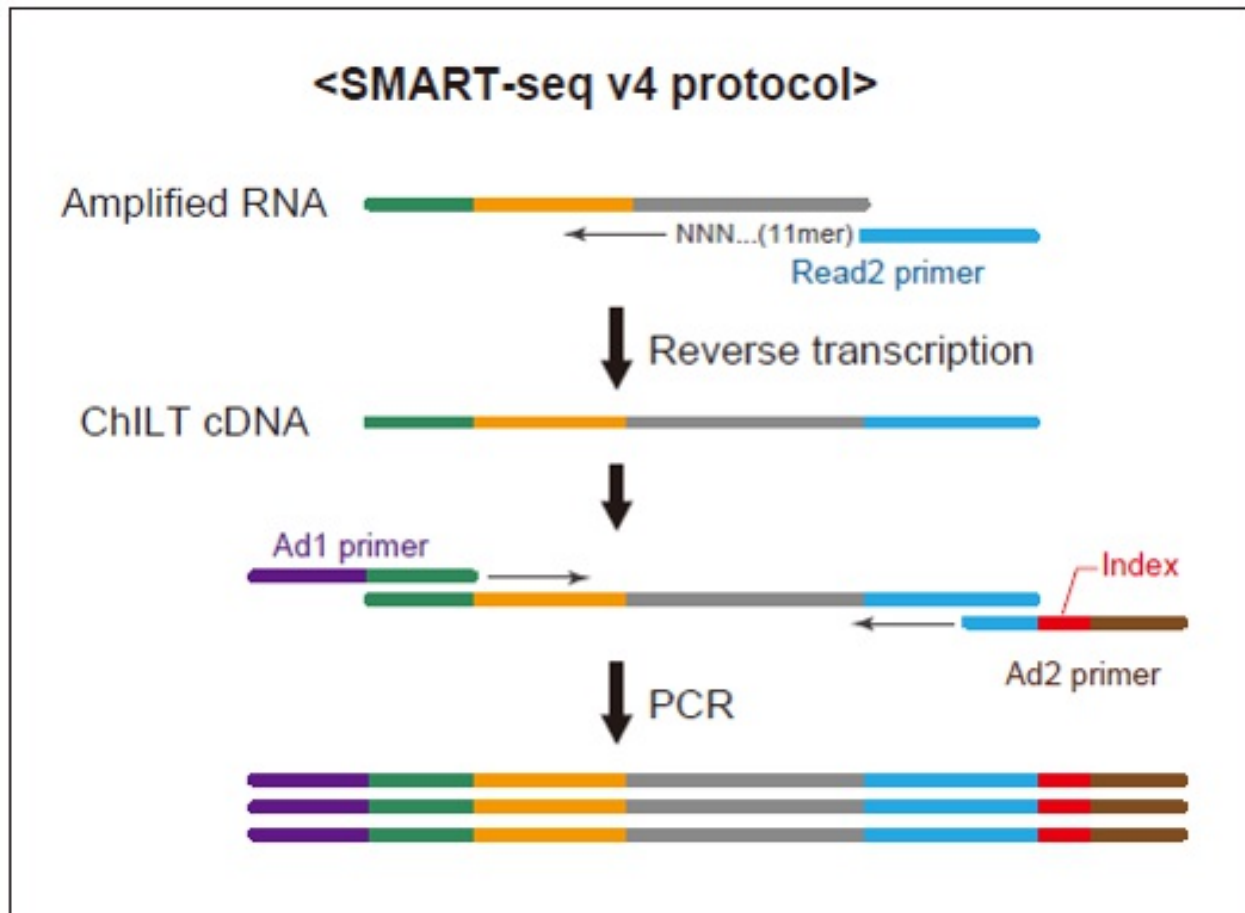 <SMART-seq v4 protocol>
Amplified RNA
NNN...(11mer)
Read2 primer
Reverse transcription
ChILT cDNA
Ad1 primer
Index
Ad2 primer
PCR